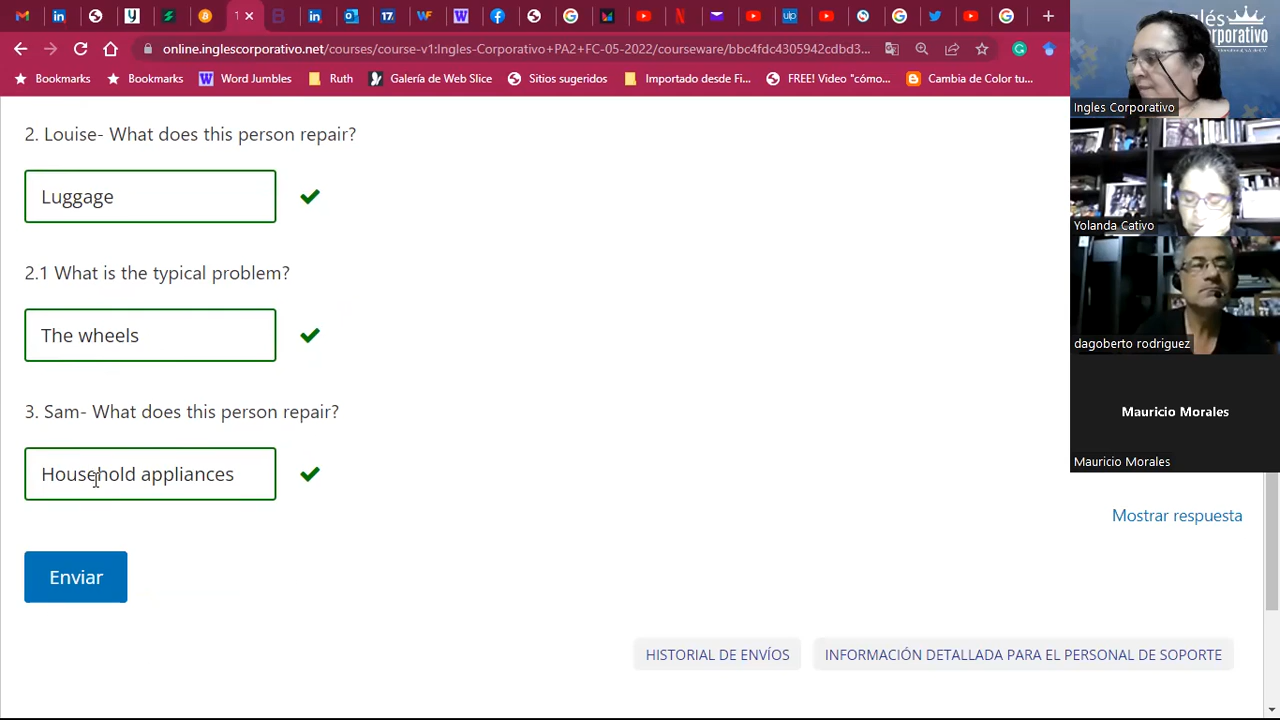 online.inglescorporativo.net/courses/course-v1:Ingles-Corporativo+PA2+FC-05-2022/courseware/bbc4fdc4305942cdbd3...
Bookmarks Bookmarks Word Jumbles Ruth Galería de Web Slice Sitios sugeridos Importado desde Fi... FREE! Video "cómo... Cambia de Color tu...
2. Louise- What does this person repair?
Luggage
2.1 What is the typical problem?
The wheels
3. Sam- What does this person repair?
Household appliances
Mostrar respuesta
Enviar
HISTORIAL DE ENVÍOS INFORMACIÓN DETALLADA PARA EL PERSONAL DE SOPORTE
Inglés
Corporativo
Ingles Corporativo
Yolanda Cativo
dagoberto rodriguez
Mauricio Morales
Mauricio Morales